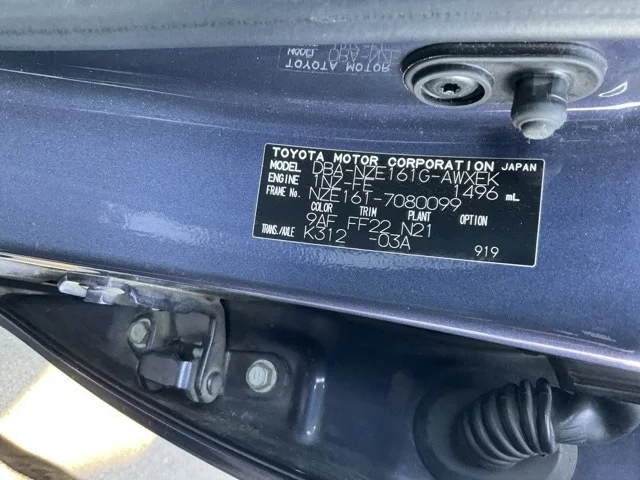 TOYOTA MOTOR CORPORATION JAPAN
MODEL DBA-NZE161G-AWXEK
ENGINE 1NZ-FE 1496 mL
FRAME No. NZE161-7080099
COLOR TRIM PLANT OPTION
9AF FF22 N21
TRANS./AXLE K312 -03A
919